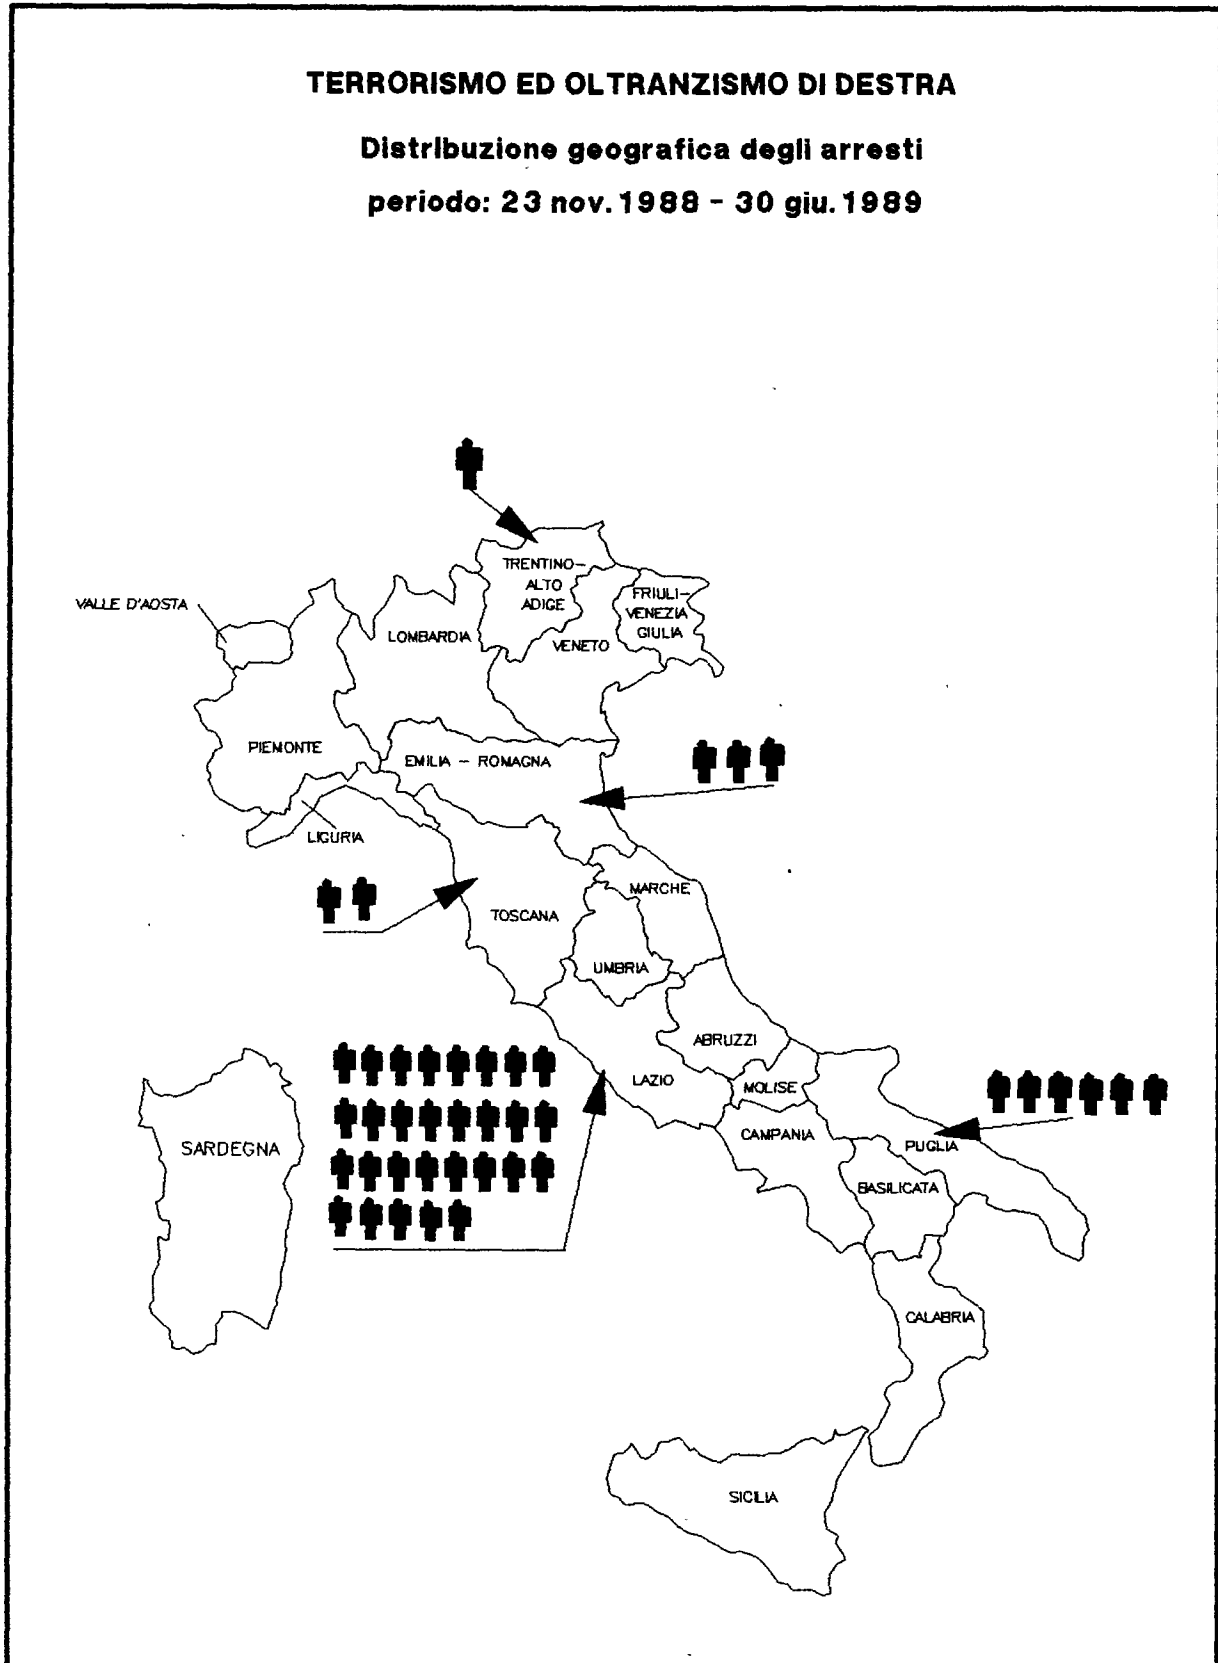 TERRORISMO ED OLTRANZISMO DI DESTRA
Distribuzione geografica degli arresti
periodo: 23 nov. 1988 - 30 giu. 1989
TRENTINO-
ALTO
ADIGE
FRIULI-
VENEZIA
GIULIA
VALLE D'AOSTA
LOMBARDIA
VENETO
PIEMONTE
EMILIA - ROMAGNA
LIGURIA
MARCHE
TOSCANA
UMBRIA
ABRUZZI
LAZIO
MOLISE
CAMPANIA
PUGLIA
SARDEGNA
BASILICATA
CALABRIA
SICILIA